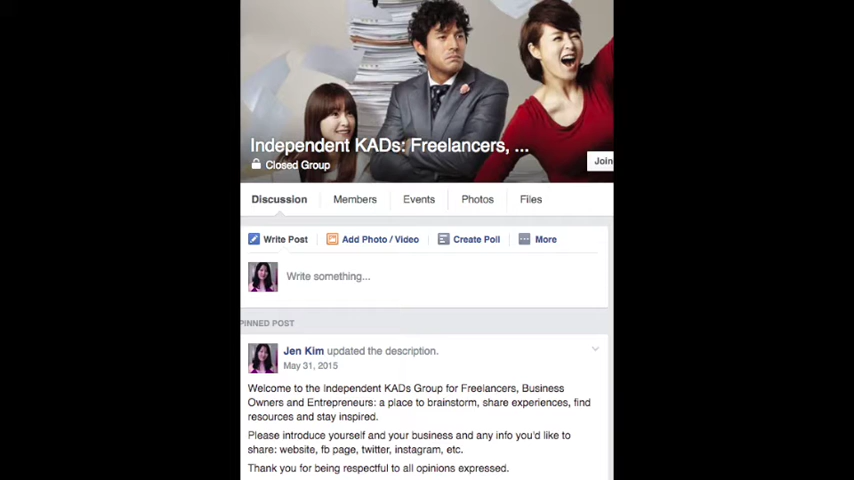 Independent KADs: Freelancers, ...
Closed Group
Join
Discussion Members Events Photos Files
Write Post Add Photo / Video Create Poll More
Write something...
PINNED POST
Jen Kim updated the description.
May 31, 2015
Welcome to the Independent KADs Group for Freelancers, Business
Owners and Entrepreneurs: a place to brainstorm, share experiences, find
resources and stay inspired.
Please introduce yourself and your business and any info you'd like to
share: website, fb page, twitter, instagram, etc.
Thank you for being respectful to all opinions expressed.